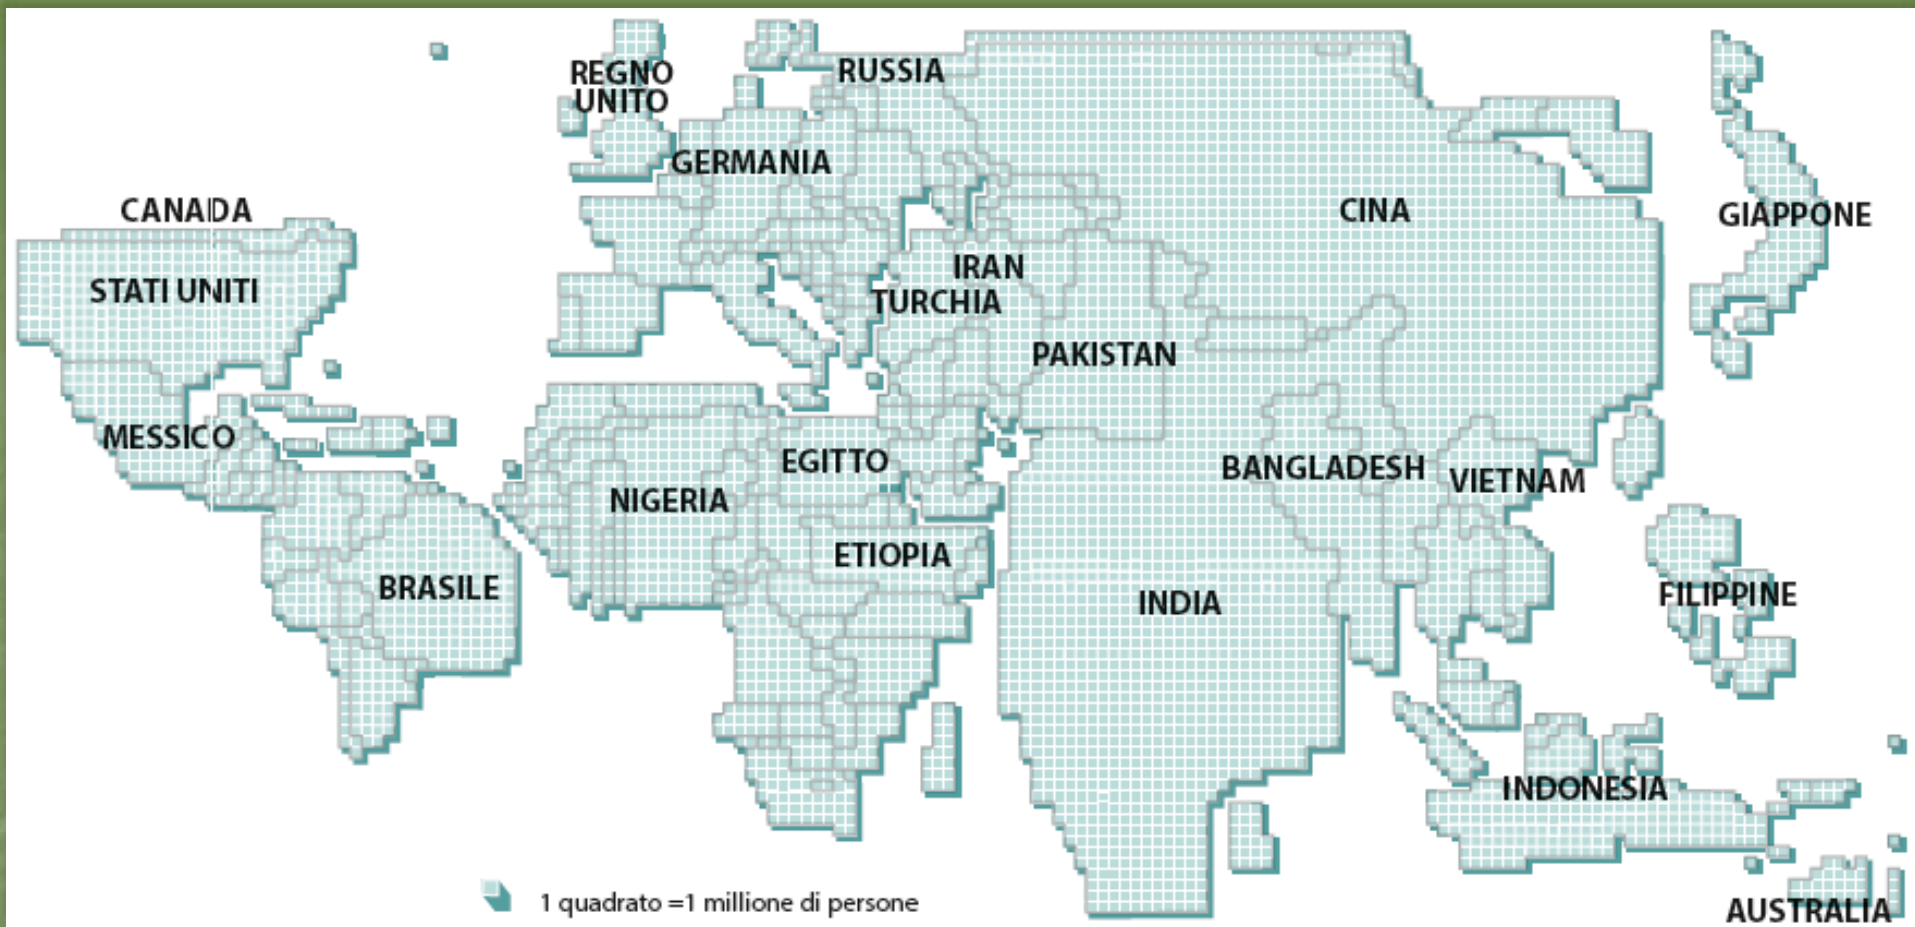 REGNO
UNITO
RUSSIA
GERMANIA
CANADA
CINA
GIAPPONE
STATI UNITI
IRAN
TURCHIA
PAKISTAN
MESSICO
EGITTO
NIGERIA
BANGLADESH
VIETNAM
ETIOPIA
BRASILE
INDIA
FILIPPINE
INDONESIA
1 quadrato =1 millione di persone
AUSTRALIA